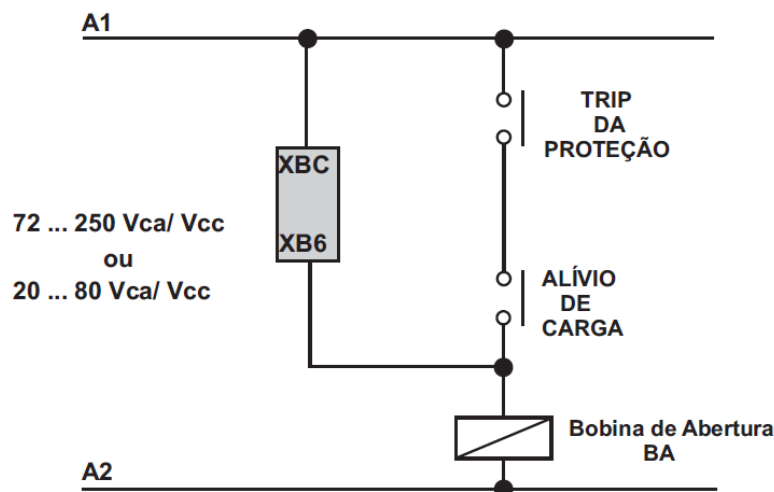 A1
TRIP
DA
PROTEÇÃO
XBC
XB6
72 ... 250 Vca/ Vcc
ou
20 ... 80 Vca/ Vcc
ALÍVIO
DE
CARGA
Bobina de Abertura
BA
A2